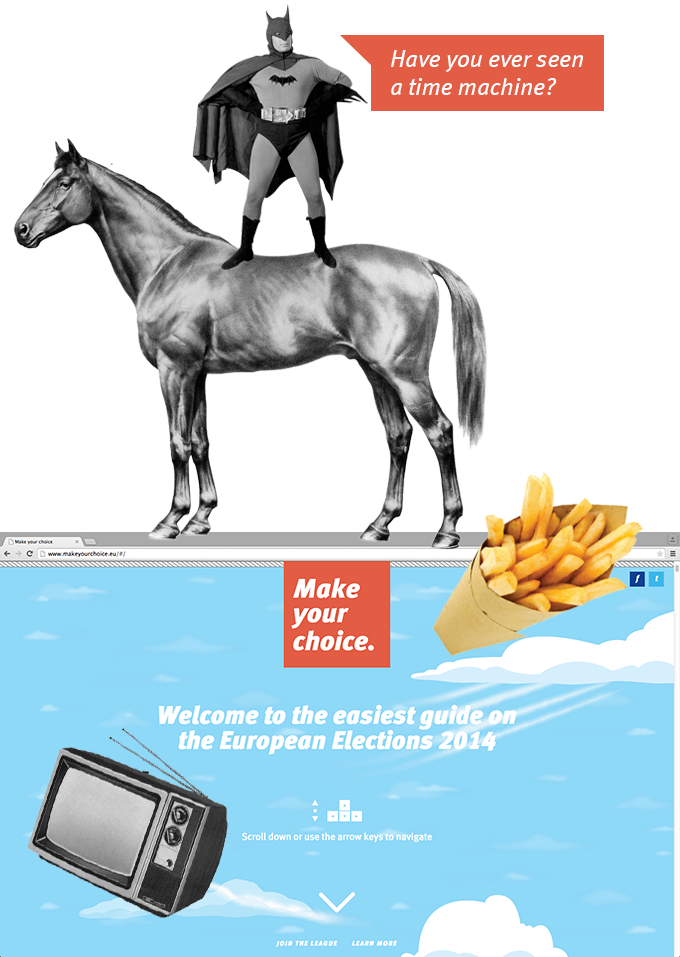 Have you ever seen
a time machine?
Make your choice
www.makeyourchoice.eu/#/
f t
Make
your
choice.
Welcome to the easiest guide on
the European Elections 2014
Scroll down or use the arrow keys to navigate
JOIN THE LEAGUE LEARN MORE